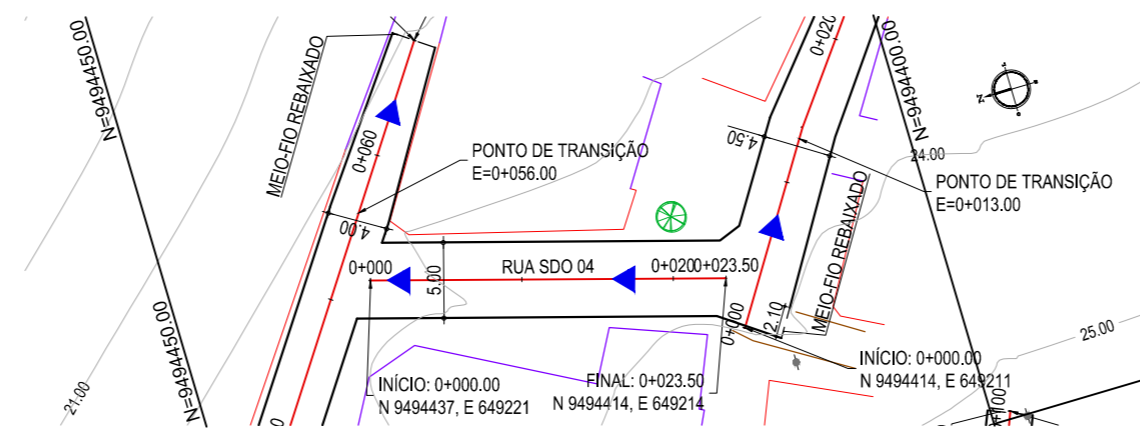 N=9494450.00
MEIO-FIO REBAIXADO
0+060
PONTO DE TRANSIÇÃO
E=0+056.00
4.00
0+020
4.50
N=9494400.00
24.00
PONTO DE TRANSIÇÃO
E=0+013.00
MEIO-FIO REBAIXADO
0+000
5.00
RUA SDO 04
0+020
0+023.50
0+000
2.10
N=9494450.00
25.00
21.00
INÍCIO: 0+000.00
N 9494437, E 649221
FINAL: 0+023.50
N 9494414, E 649214
INÍCIO: 0+000.00
N 9494414, E 649211